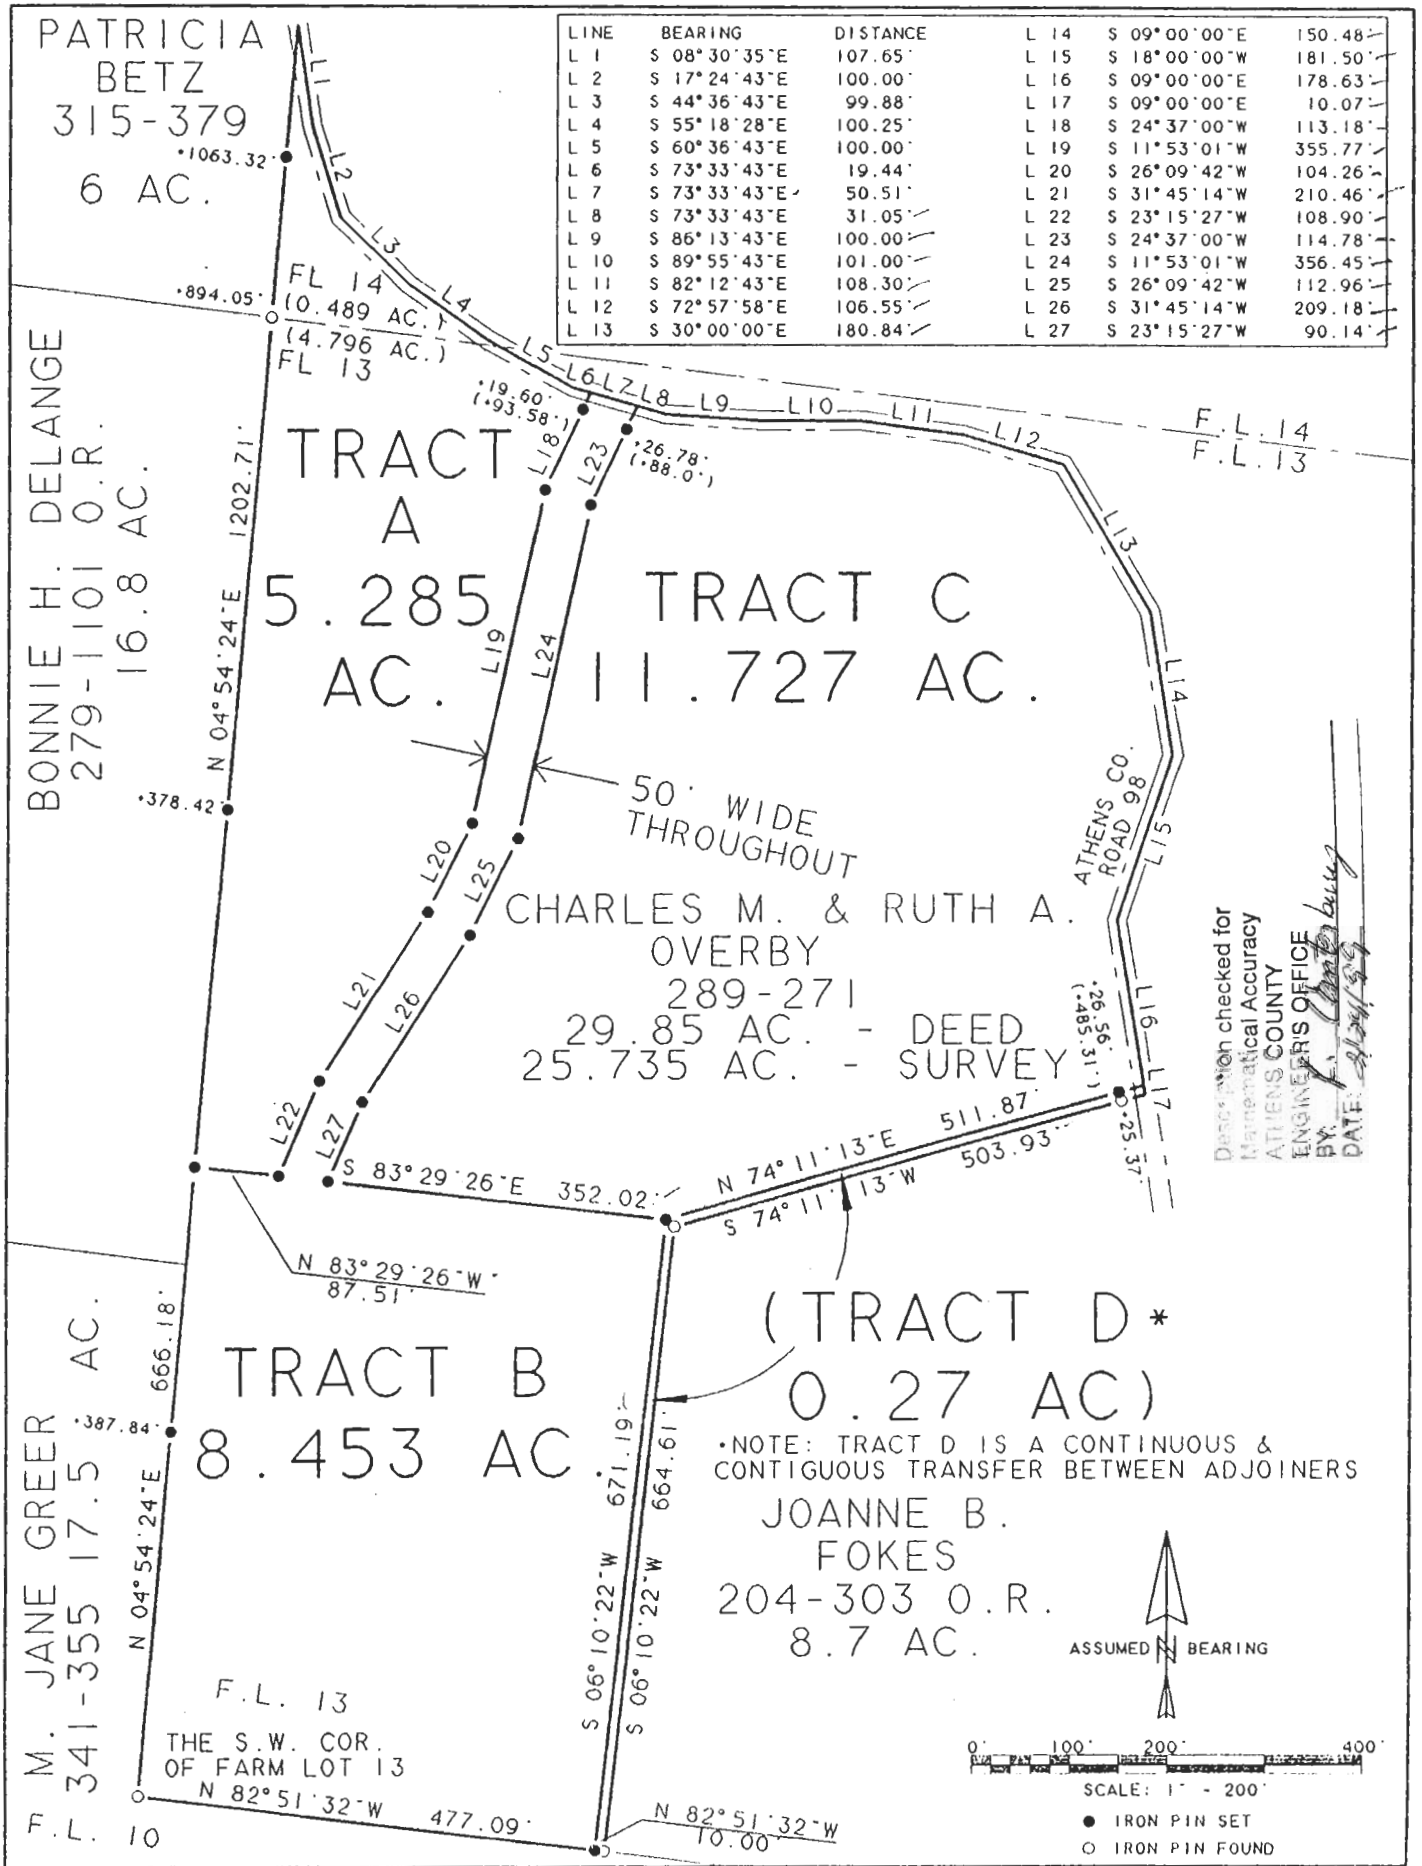 PATRICIA
BETZ
315-379
6 AC.
LINE BEARING DISTANCE
L 1 S 08°30'35"E 107.65'
L 2 S 17°24'43"E 100.00'
L 3 S 44°36'43"E 99.88'
L 4 S 55°18'28"E 100.25'
L 5 S 60°36'43"E 100.00'
L 6 S 73°33'43"E 19.44'
L 7 S 73°33'43"E 50.51'
L 8 S 73°33'43"E 31.05'
L 9 S 86°13'43"E 100.00'
L 10 S 89°55'43"E 101.00'
L 11 S 82°12'43"E 108.30'
L 12 S 72°57'58"E 106.55'
L 13 S 30°00'00"E 180.84'
L 14 S 09°00'00"E 150.48'
L 15 S 18°00'00"W 181.50'
L 16 S 09°00'00"E 178.63'
L 17 S 09°00'00"E 10.07'
L 18 S 24°37'00"W 113.18'
L 19 S 11°53'01"W 355.77'
L 20 S 26°09'42"W 104.26'
L 21 S 31°45'14"W 210.46'
L 22 S 23°15'27"W 108.90'
L 23 S 24°37'00"W 114.78'
L 24 S 11°53'01"W 356.45'
L 25 S 26°09'42"W 112.96'
L 26 S 31°45'14"W 209.18'
L 27 S 23°15'27"W 90.14'
L1
L2
L3
L4
L5
L6
L7
L8
L9
L10
L11
L12
L13
L14
L15
L16
L17
+1063.32'
+894.05'
FL 14
(0.489 AC.)
(4.796 AC.)
FL 13
+19.60'
(+93.58')
+26.78'
(+88.0')
F.L. 14
F.L. 13
BONNIE H. DELANGE
279-1101 O.R.
16.8 AC.
N 04°54'24"E 1202.71'
TRACT
A
5.285
AC.
TRACT C
11.727 AC.
L18
L23
L19
L24
L20
L25
L21
L26
L22
L27
+378.42'
50' WIDE
THROUGHOUT
ATHENS CO.
ROAD 98
CHARLES M. & RUTH A.
OVERBY
289-271
29.85 AC. - DEED
25.735 AC. - SURVEY
+26.56'
(+485.31')
+25.37'
Description checked for
Mathematical Accuracy
ATHENS COUNTY
ENGINEER'S OFFICE
BY:
DATE:
N 74°11'13"E 511.87'
S 74°11'13"W 503.93'
S 83°29'26"E 352.02'
N 83°29'26"W
87.51'
TRACT B
8.453 AC.
(TRACT D*
0.27 AC)
*NOTE: TRACT D IS A CONTINUOUS &
CONTIGUOUS TRANSFER BETWEEN ADJOINERS
JOANNE B.
FOKES
204-303 O.R.
8.7 AC.
M. JANE GREER
341-355 17.5 AC.
666.18'
+387.84'
N 04°54'24"E
S 06°10'22"W 671.19'
S 06°10'22"W 664.61'
F.L. 13
THE S.W. COR.
OF FARM LOT 13
F.L. 10
N 82°51'32"W 477.09'
N 82°51'32"W
10.00'
ASSUMED N BEARING
0' 100' 200' 400'
SCALE: 1" - 200'
● IRON PIN SET
○ IRON PIN FOUND